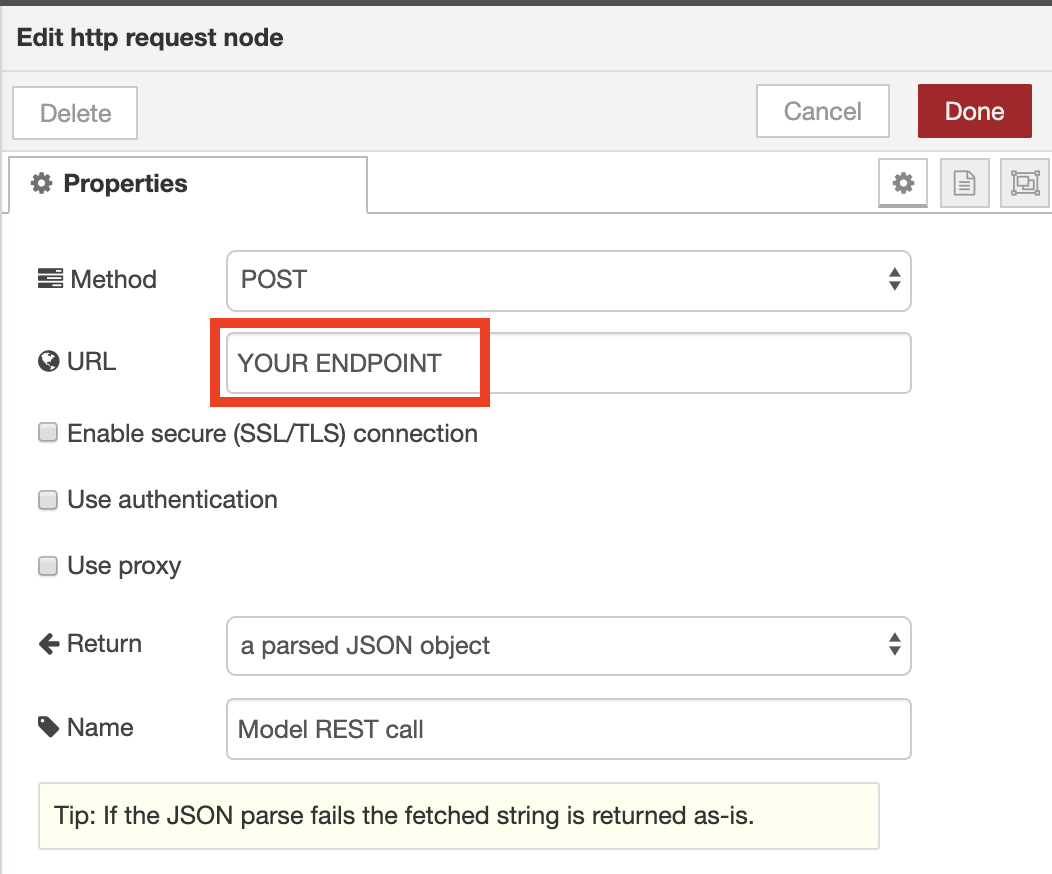 Edit http request node
Delete
Cancel
Done
Properties
Method
POST
URL
YOUR ENDPOINT
Enable secure (SSL/TLS) connection
Use authentication
Use proxy
Return
a parsed JSON object
Name
Model REST call
Tip: If the JSON parse fails the fetched string is returned as-is.